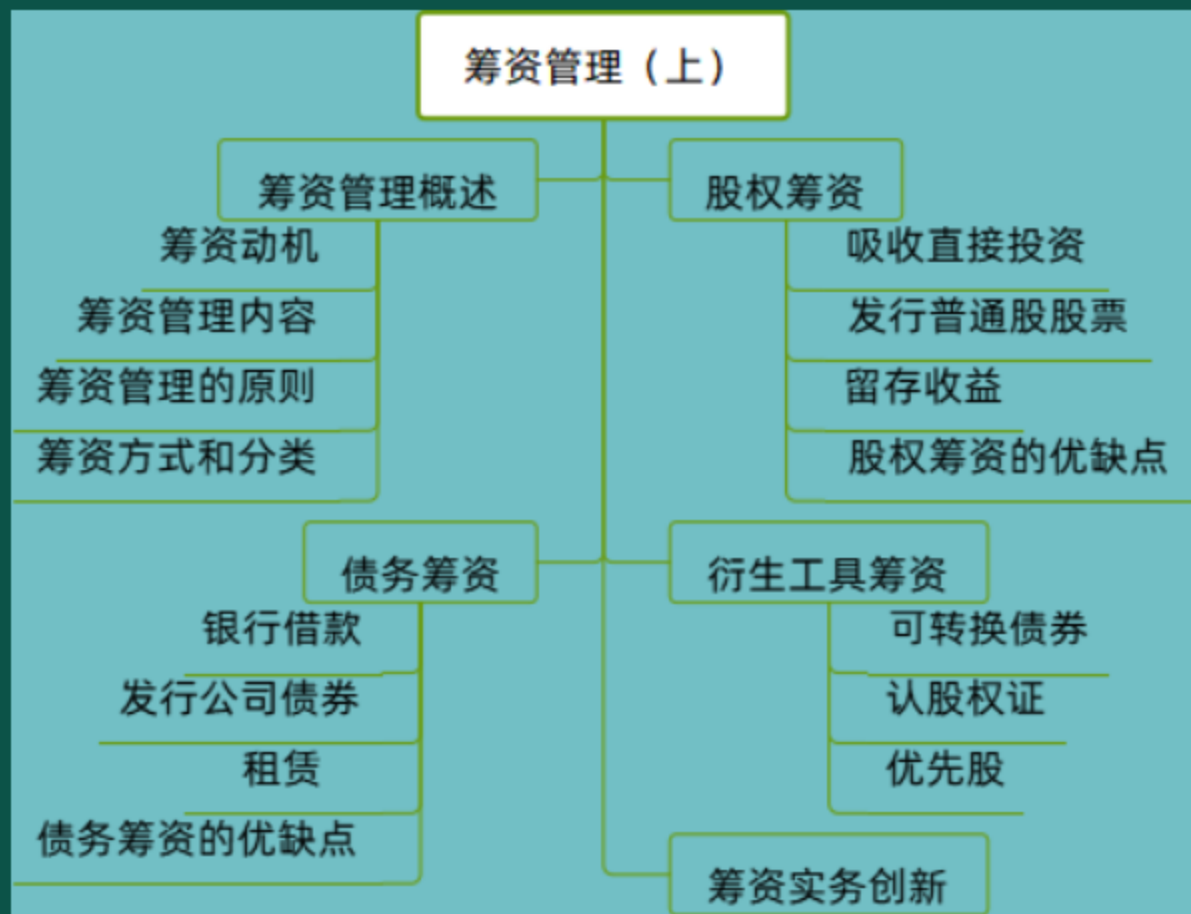 筹资管理（上）
筹资管理概述
筹资动机
筹资管理内容
筹资管理的原则
筹资方式和分类
股权筹资
吸收直接投资
发行普通股股票
留存收益
股权筹资的优缺点
债务筹资
银行借款
发行公司债券
租赁
债务筹资的优缺点
衍生工具筹资
可转换债券
认股权证
优先股
筹资实务创新